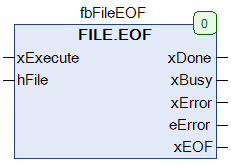 fbFileEOF
0
FILE.EOF
xExecute xDone
hFile xBusy
xError
eError
xEOF